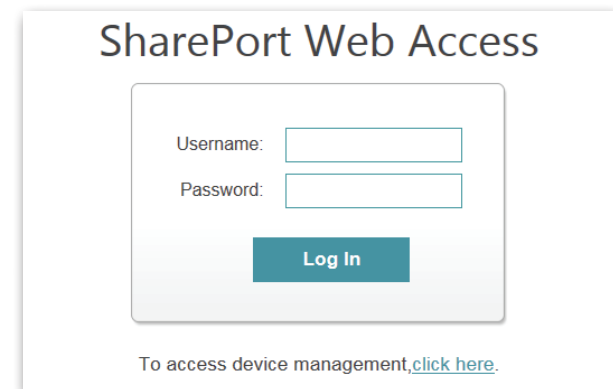 SharePort Web Access
Username:
Password:
Log In
To access device management,click here.